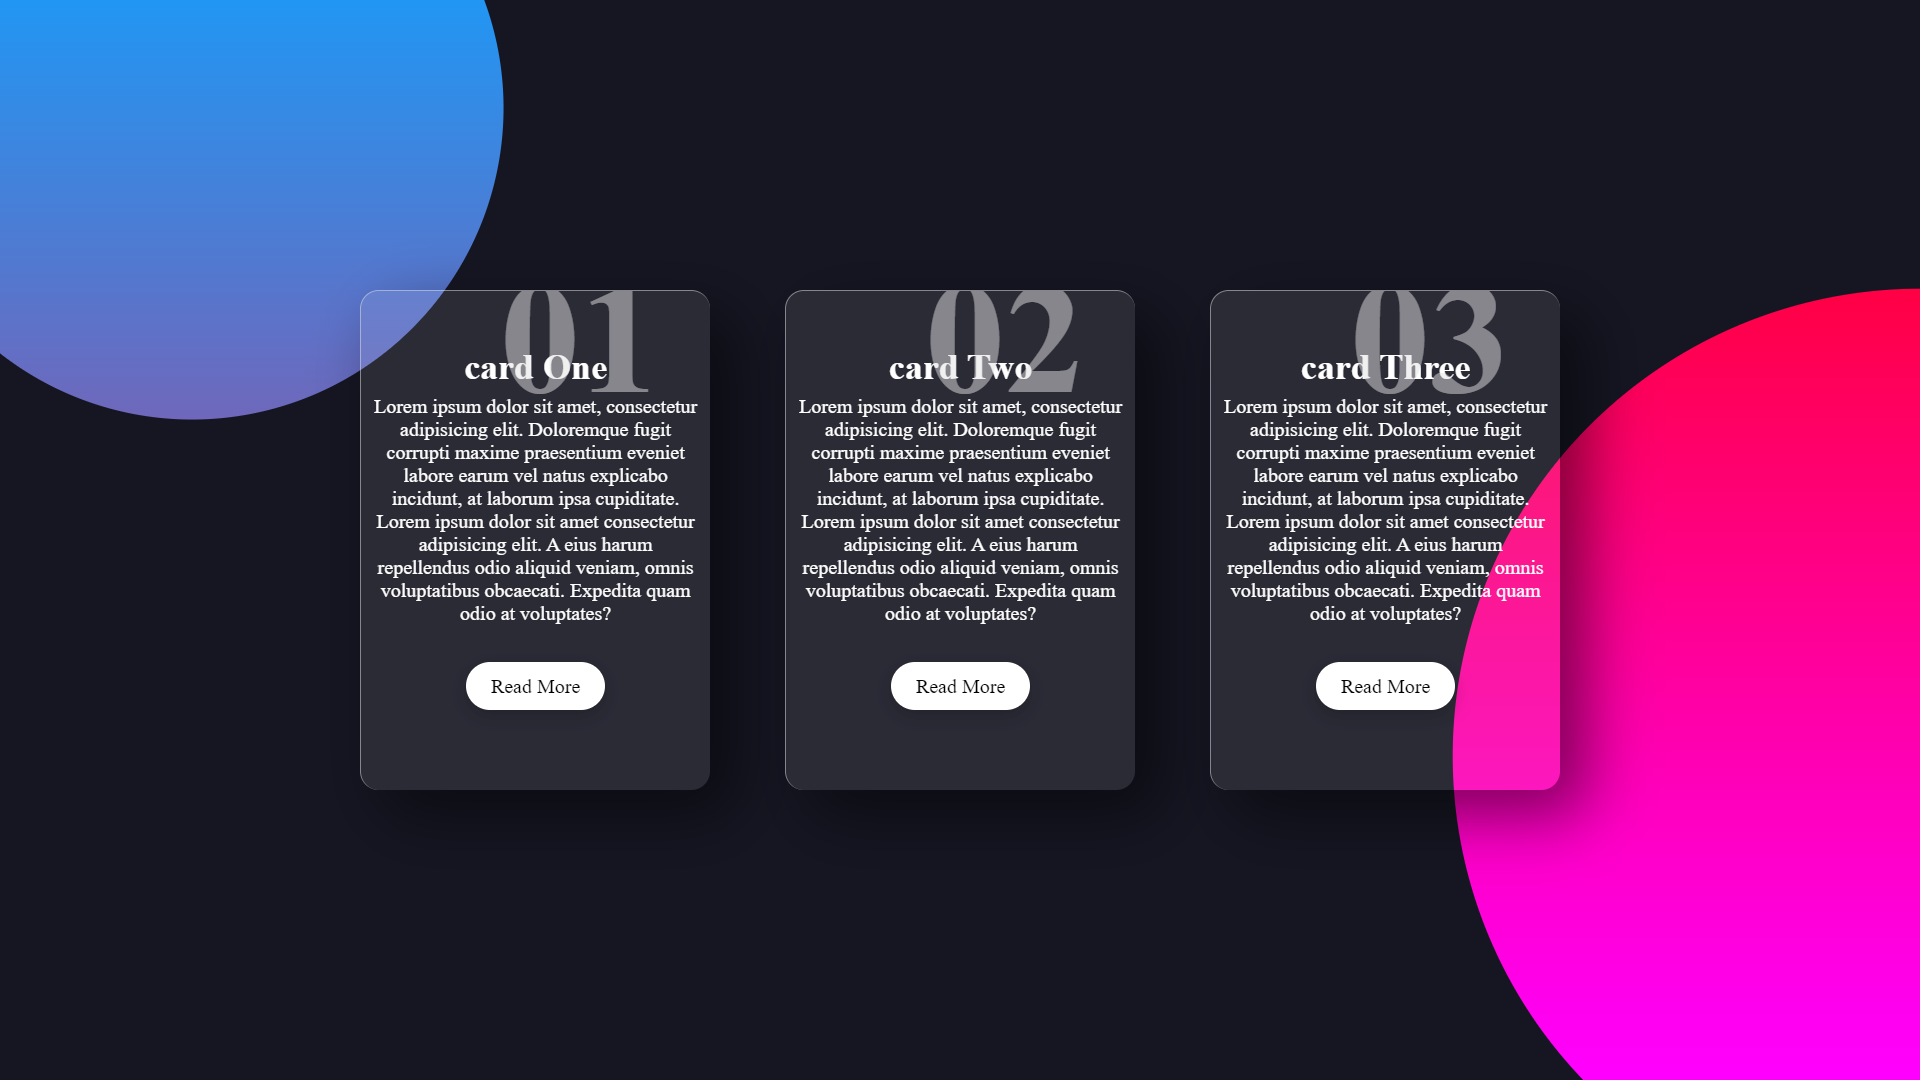 01
card One
Lorem ipsum dolor sit amet, consectetur
adipisicing elit. Doloremque fugit
corrupti maxime praesentium eveniet
labore earum vel natus explicabo
incidunt, at laborum ipsa cupiditate.
Lorem ipsum dolor sit amet consectetur
adipisicing elit. A eius harum
repellendus odio aliquid veniam, omnis
voluptatibus obcaecati. Expedita quam
odio at voluptates?
Read More
02
card Two
Lorem ipsum dolor sit amet, consectetur
adipisicing elit. Doloremque fugit
corrupti maxime praesentium eveniet
labore earum vel natus explicabo
incidunt, at laborum ipsa cupiditate.
Lorem ipsum dolor sit amet consectetur
adipisicing elit. A eius harum
repellendus odio aliquid veniam, omnis
voluptatibus obcaecati. Expedita quam
odio at voluptates?
Read More
03
card Three
Lorem ipsum dolor sit amet, consectetur
adipisicing elit. Doloremque fugit
corrupti maxime praesentium eveniet
labore earum vel natus explicabo
incidunt, at laborum ipsa cupiditate.
Lorem ipsum dolor sit amet consectetur
adipisicing elit. A eius harum
repellendus odio aliquid veniam, omnis
voluptatibus obcaecati. Expedita quam
odio at voluptates?
Read More